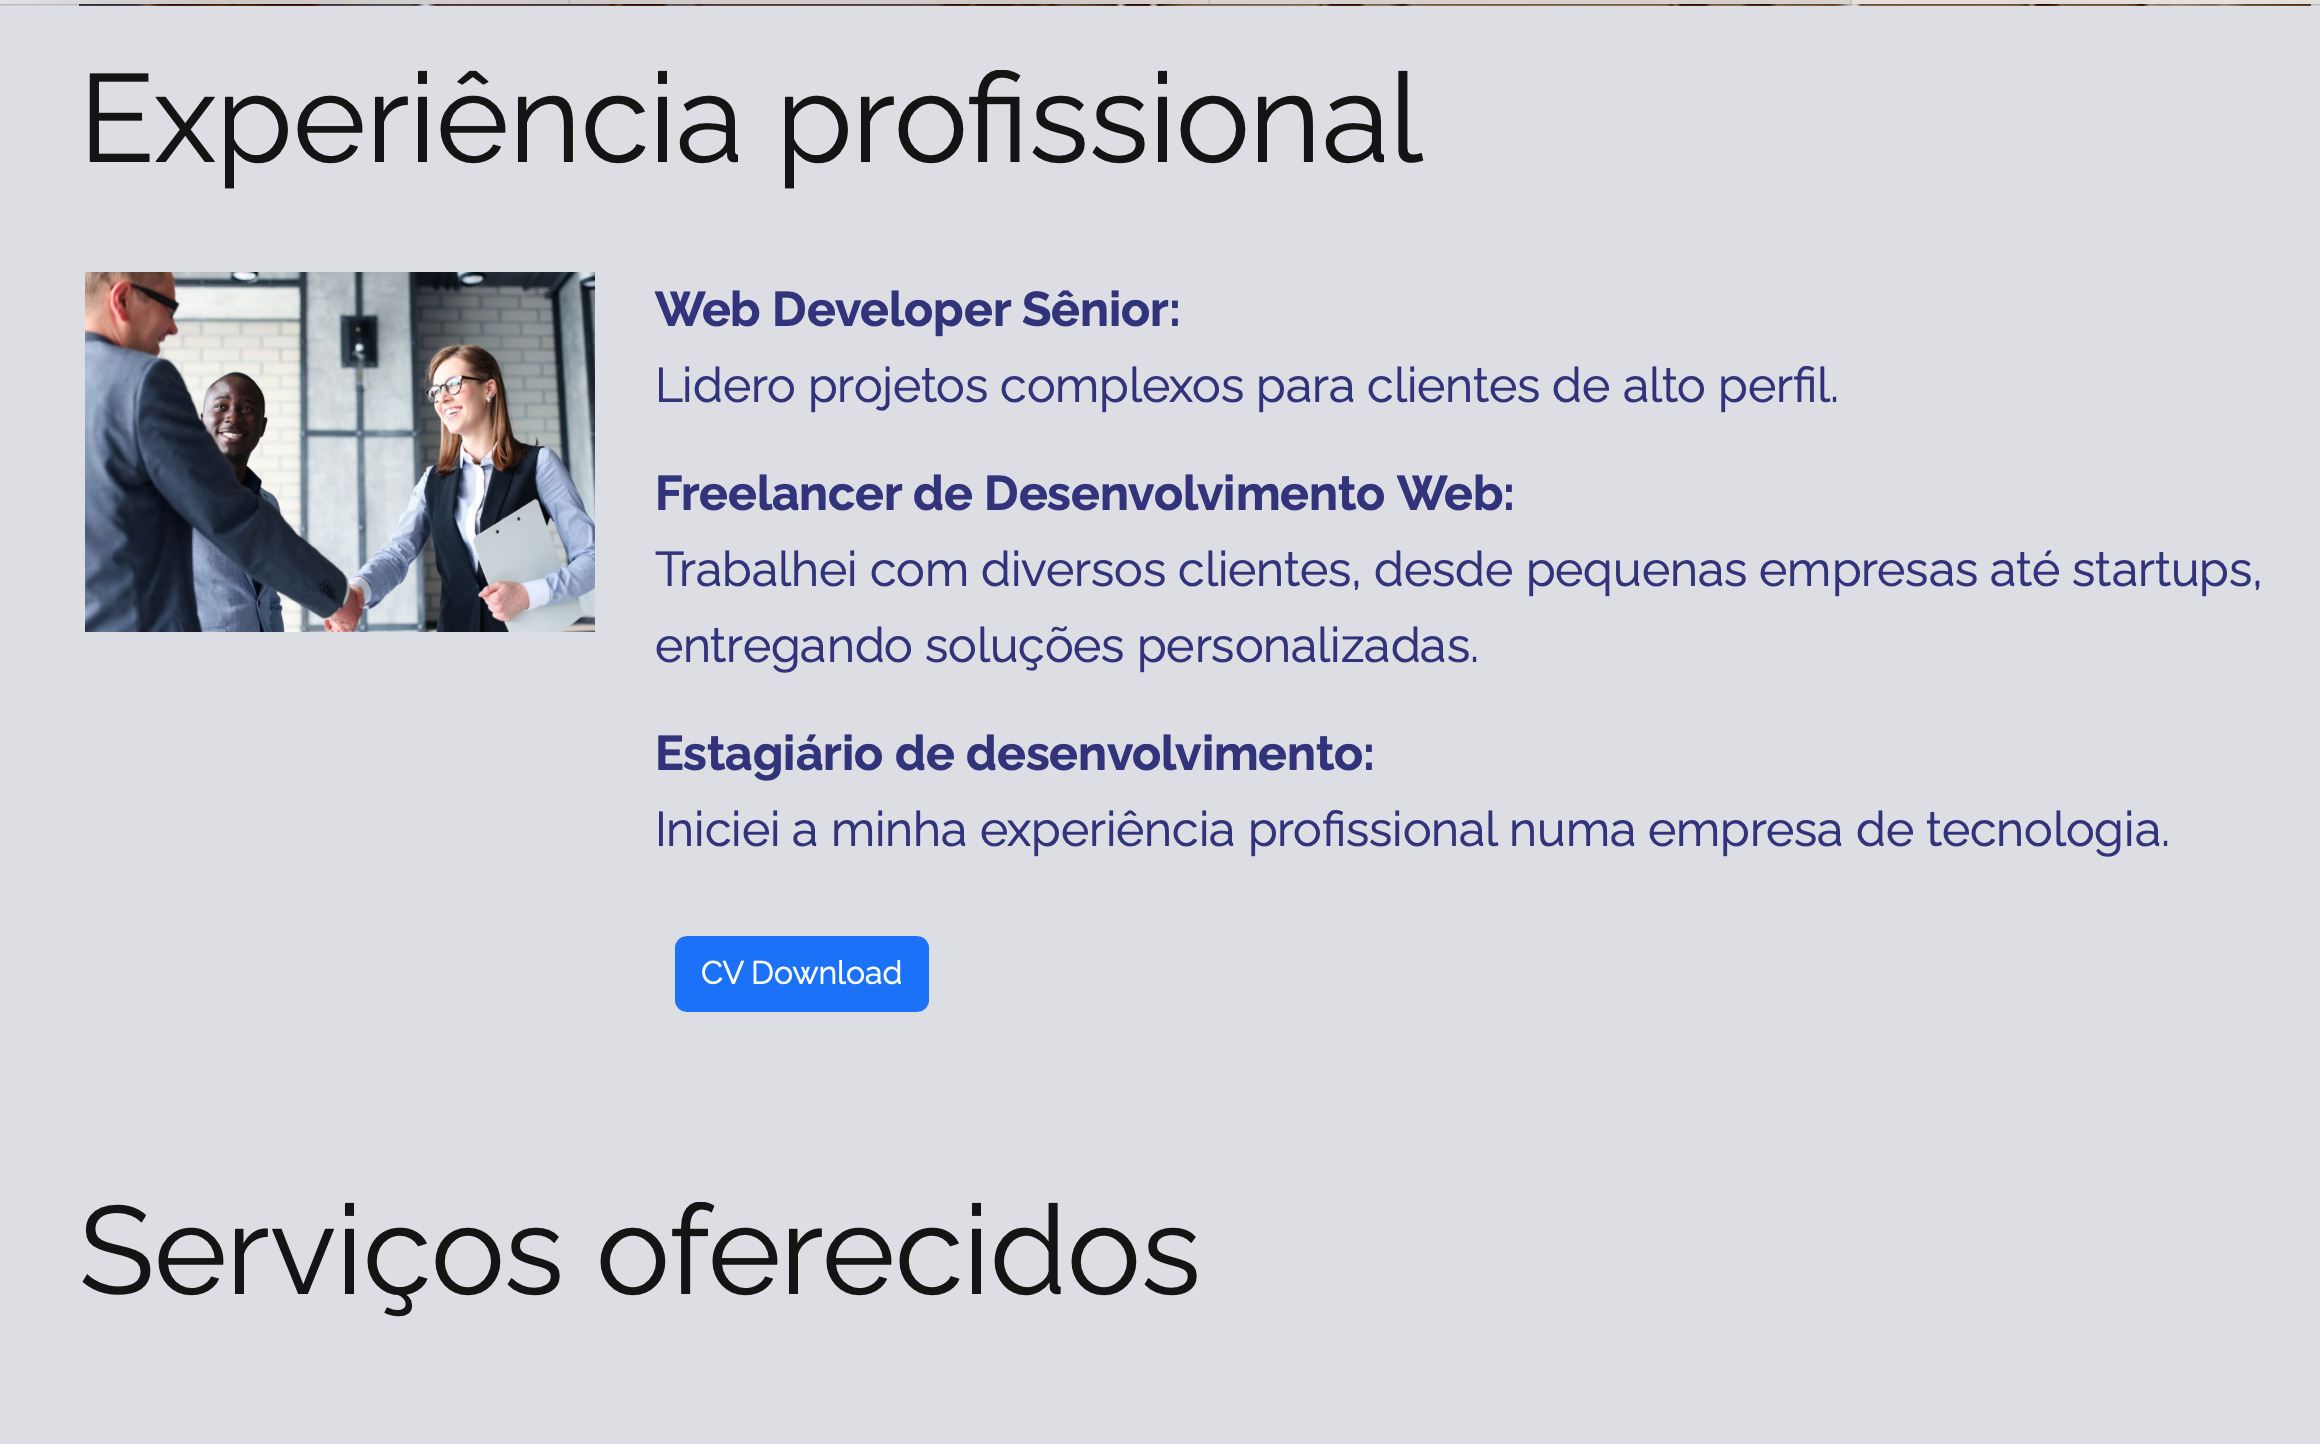 Experiência profissional
Web Developer Sênior:
Lidero projetos complexos para clientes de alto perfil.
Freelancer de Desenvolvimento Web:
Trabalhei com diversos clientes, desde pequenas empresas até startups,
entregando soluções personalizadas.
Estagiário de desenvolvimento:
Iniciei a minha experiência profissional numa empresa de tecnologia.
CV Download
Serviços oferecidos